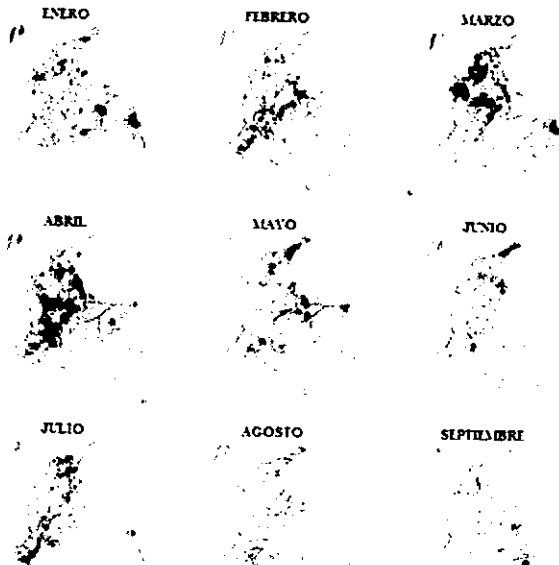 ENERO
FEBRERO
MARZO
ABRIL
MAYO
JUNIO
JULIO
AGOSTO
SEPTIEMBRE